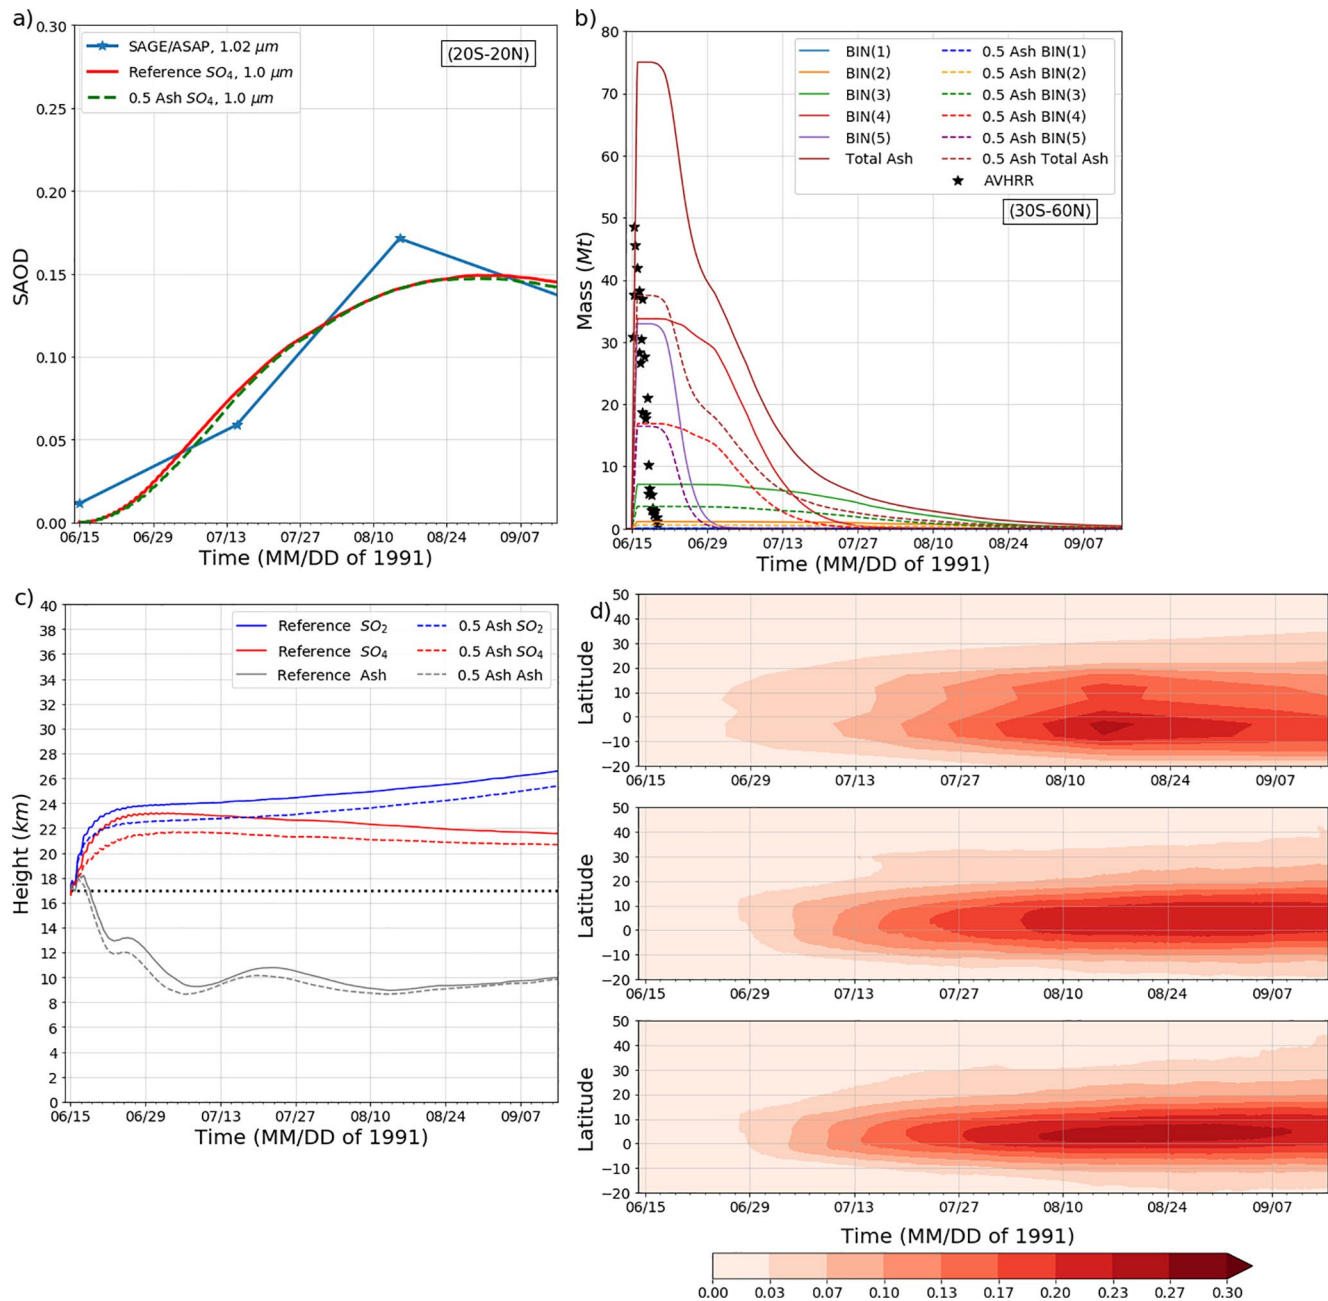 a)
0.30
0.25
0.20
0.15
0.10
0.05
0.00
SAOD
SAGE/ASAP, 1.02 μm
Reference SO4, 1.0 μm
0.5 Ash SO4, 1.0 μm
(20S-20N)
06/15 06/29 07/13 07/27 08/10 08/24 09/07
Time (MM/DD of 1991)
b)
80
70
60
50
40
30
20
10
0
Mass (Mt)
BIN(1) 0.5 Ash BIN(1)
BIN(2) 0.5 Ash BIN(2)
BIN(3) 0.5 Ash BIN(3)
BIN(4) 0.5 Ash BIN(4)
BIN(5) 0.5 Ash BIN(5)
Total Ash 0.5 Ash Total Ash
AVHRR
(30S-60N)
06/15 06/29 07/13 07/27 08/10 08/24 09/07
Time (MM/DD of 1991)
c)
40
38
36
34
32
30
28
26
24
22
20
18
16
14
12
10
8
6
4
2
0
Height (km)
Reference SO2 0.5 Ash SO2
Reference SO4 0.5 Ash SO4
Reference Ash 0.5 Ash Ash
06/15 06/29 07/13 07/27 08/10 08/24 09/07
Time (MM/DD of 1991)
d)
50
40
30
20
10
0
−10
−20
Latitude
06/15 06/29 07/13 07/27 08/10 08/24 09/07
50
40
30
20
10
0
−10
−20
Latitude
06/15 06/29 07/13 07/27 08/10 08/24 09/07
50
40
30
20
10
0
−10
−20
Latitude
06/15 06/29 07/13 07/27 08/10 08/24 09/07
Time (MM/DD of 1991)
0.00 0.03 0.07 0.10 0.13 0.17 0.20 0.23 0.27 0.30